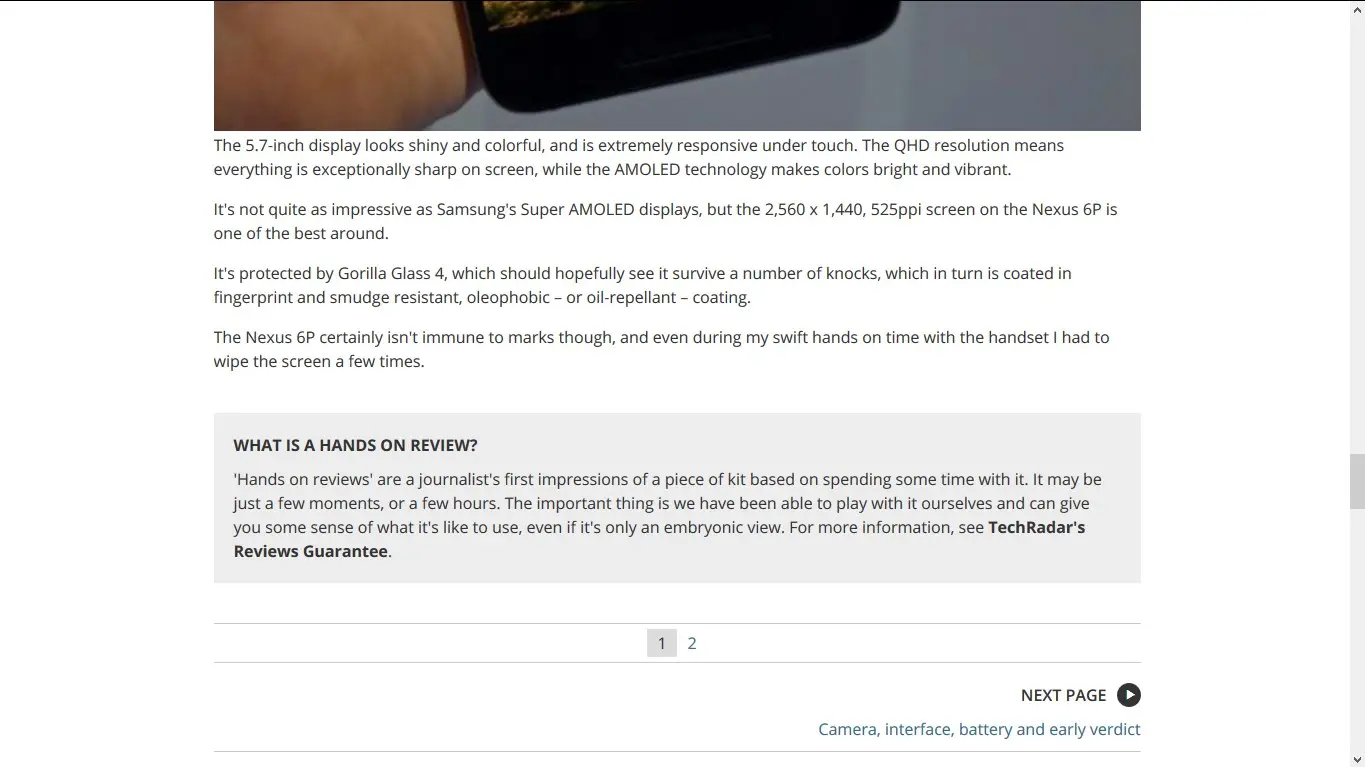 The 5.7-inch display looks shiny and colorful, and is extremely responsive under touch. The QHD resolution means
everything is exceptionally sharp on screen, while the AMOLED technology makes colors bright and vibrant.
It's not quite as impressive as Samsung's Super AMOLED displays, but the 2,560 x 1,440, 525ppi screen on the Nexus 6P is
one of the best around.
It's protected by Gorilla Glass 4, which should hopefully see it survive a number of knocks, which in turn is coated in
fingerprint and smudge resistant, oleophobic – or oil-repellant – coating.
The Nexus 6P certainly isn't immune to marks though, and even during my swift hands on time with the handset I had to
wipe the screen a few times.
WHAT IS A HANDS ON REVIEW?
'Hands on reviews' are a journalist's first impressions of a piece of kit based on spending some time with it. It may be
just a few moments, or a few hours. The important thing is we have been able to play with it ourselves and can give
you some sense of what it's like to use, even if it's only an embryonic view. For more information, see TechRadar's
Reviews Guarantee.
1 2
NEXT PAGE
Camera, interface, battery and early verdict